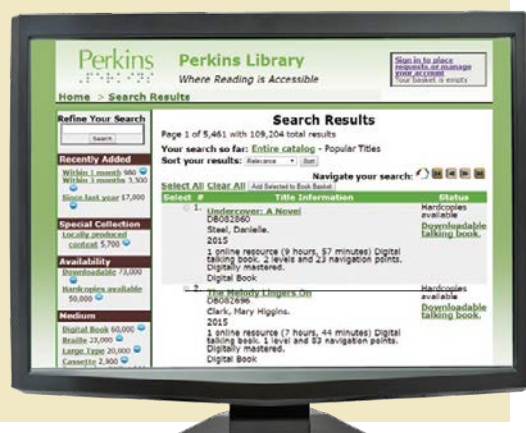 Perkins
Perkins Library
Where Reading is Accessible
Sign in to place
requests or manage
your account
Your basket is empty
Home > Search Results
Refine Your Search
Search
Recently Added
Within 1 month 980
Within 3 months 3,300
Since last year 17,000
Special Collection
Locally produced
content 5,700
Availability
Downloadable 73,000
Hardcopies available
50,000
Medium
Digital Book 60,000
Braille 23,000
Large Type 20,000
Cassette 2,900
Search Results
Page 1 of 5,461 with 109,204 total results
Your search so far: Entire catalog - Popular Titles
Sort your results: Relevance Sort
Navigate your search:
Select All Clear All Add Selected to Book Basket
Select # Title Information Status
1. Undercover: A Novel
DB082860
Steel, Danielle.
2015
1 online resource (9 hours, 57 minutes) Digital
talking book. 2 levels and 23 navigation points.
Digitally mastered.
Digital Book
Hardcopies
available
Downloadable
talking book.
2. The Melody Lingers On
DB082696
Clark, Mary Higgins.
2015
1 online resource (7 hours, 44 minutes) Digital
talking book. 1 level and 53 navigation points.
Digitally mastered.
Digital Book
Hardcopies
available
Downloadable
talking book.